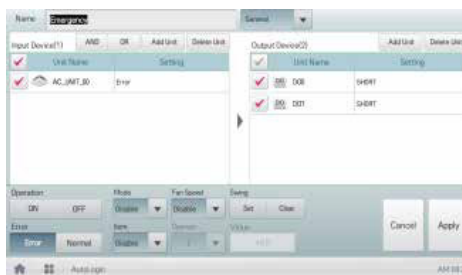 Name Emergency General
Input Device(1) AND OR Add Unit Delete Unit Output Device(2) Add Unit Delete Unit
Unit Name Setting Unit Name Setting
AC_UNIT_00 Error DO0 SHORT
DO1 SHORT
Operation Mode Fan Speed Swing
ON OFF Disable Disable Set Clear
Error Item
Error Normal Disable Cancel Apply
Autologic